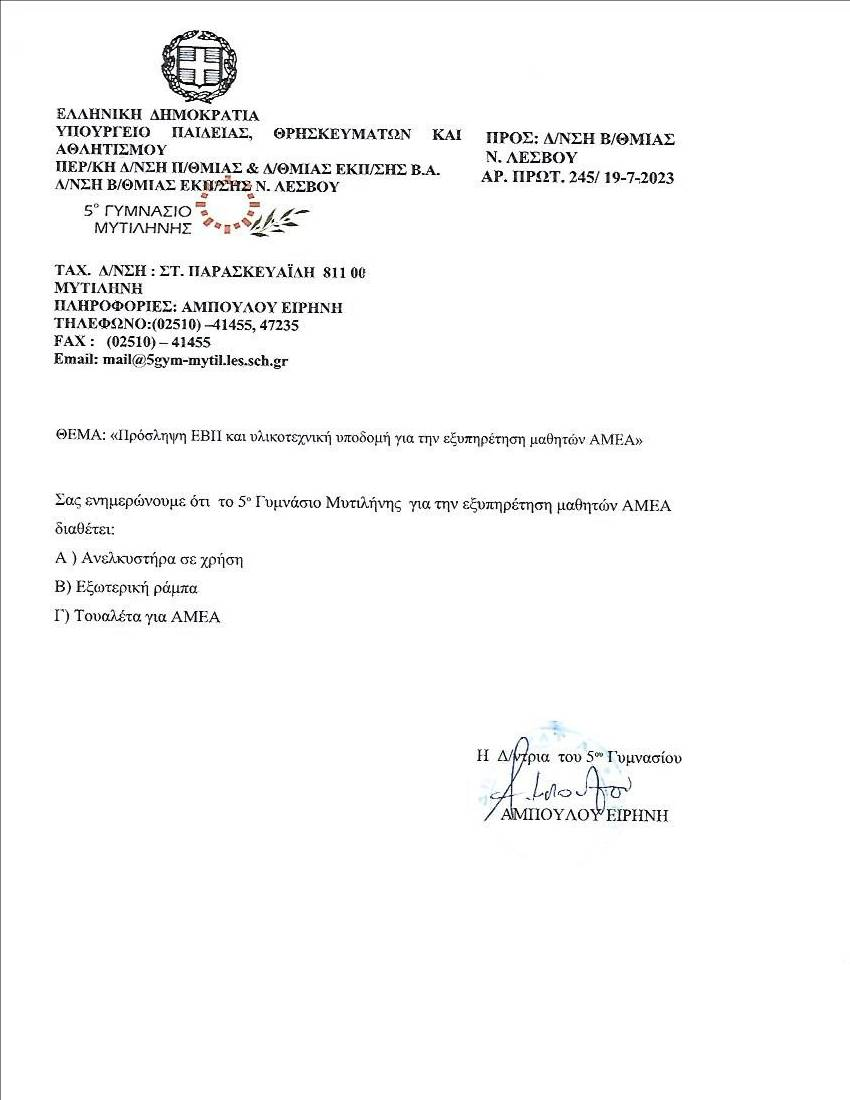 ΕΛΛΗΝΙΚΗ ΔΗΜΟΚΡΑΤΙΑ
ΥΠΟΥΡΓΕΙΟ ΠΑΙΔΕΙΑΣ, ΘΡΗΣΚΕΥΜΑΤΩΝ ΚΑΙ
ΑΘΛΗΤΙΣΜΟΥ
ΠΕΡ/ΚΗ Δ/ΝΣΗ Π/ΘΜΙΑΣ & Δ/ΘΜΙΑΣ ΕΚΠ/ΣΗΣ Β.Α.
Δ/ΝΣΗ Β/ΘΜΙΑΣ ΕΚΠ/ΣΗΣ Ν. ΛΕΣΒΟΥ
5° ΓΥΜΝΑΣΙΟ
ΜΥΤΙΛΗΝΗΣ
ΠΡΟΣ: Δ/ΝΣΗ Β/ΘΜΙΑΣ
Ν. ΛΕΣΒΟΥ
ΑΡ. ΠΡΩΤ. 245/ 19-7-2023
ΤΑΧ. Δ/ΝΣΗ : ΣΤ. ΠΑΡΑΣΚΕΥΑΪΔΗ 811 00
ΜΥΤΙΛΗΝΗ
ΠΛΗΡΟΦΟΡΙΕΣ: ΑΜΠΟΥΛΟΥ ΕΙΡΗΝΗ
ΤΗΛΕΦΩΝΟ:(02510) –41455, 47235
FAX : (02510) – 41455
Email: mail@5gym-mytil.les.sch.gr
ΘΕΜΑ: «Πρόσληψη ΕΒΠ και υλικοτεχνική υποδομή για την εξυπηρέτηση μαθητών ΑΜΕΑ»
Σας ενημερώνουμε ότι το 5ο Γυμνάσιο Μυτιλήνης για την εξυπηρέτηση μαθητών ΑΜΕΑ
διαθέτει:
Α ) Ανελκυστήρα σε χρήση
Β) Εξωτερική ράμπα
Γ) Τουαλέτα για ΑΜΕΑ
Η Δ/ντρια του 5ου Γυμνασίου
ΑΜΠΟΥΛΟΥ ΕΙΡΗΝΗ